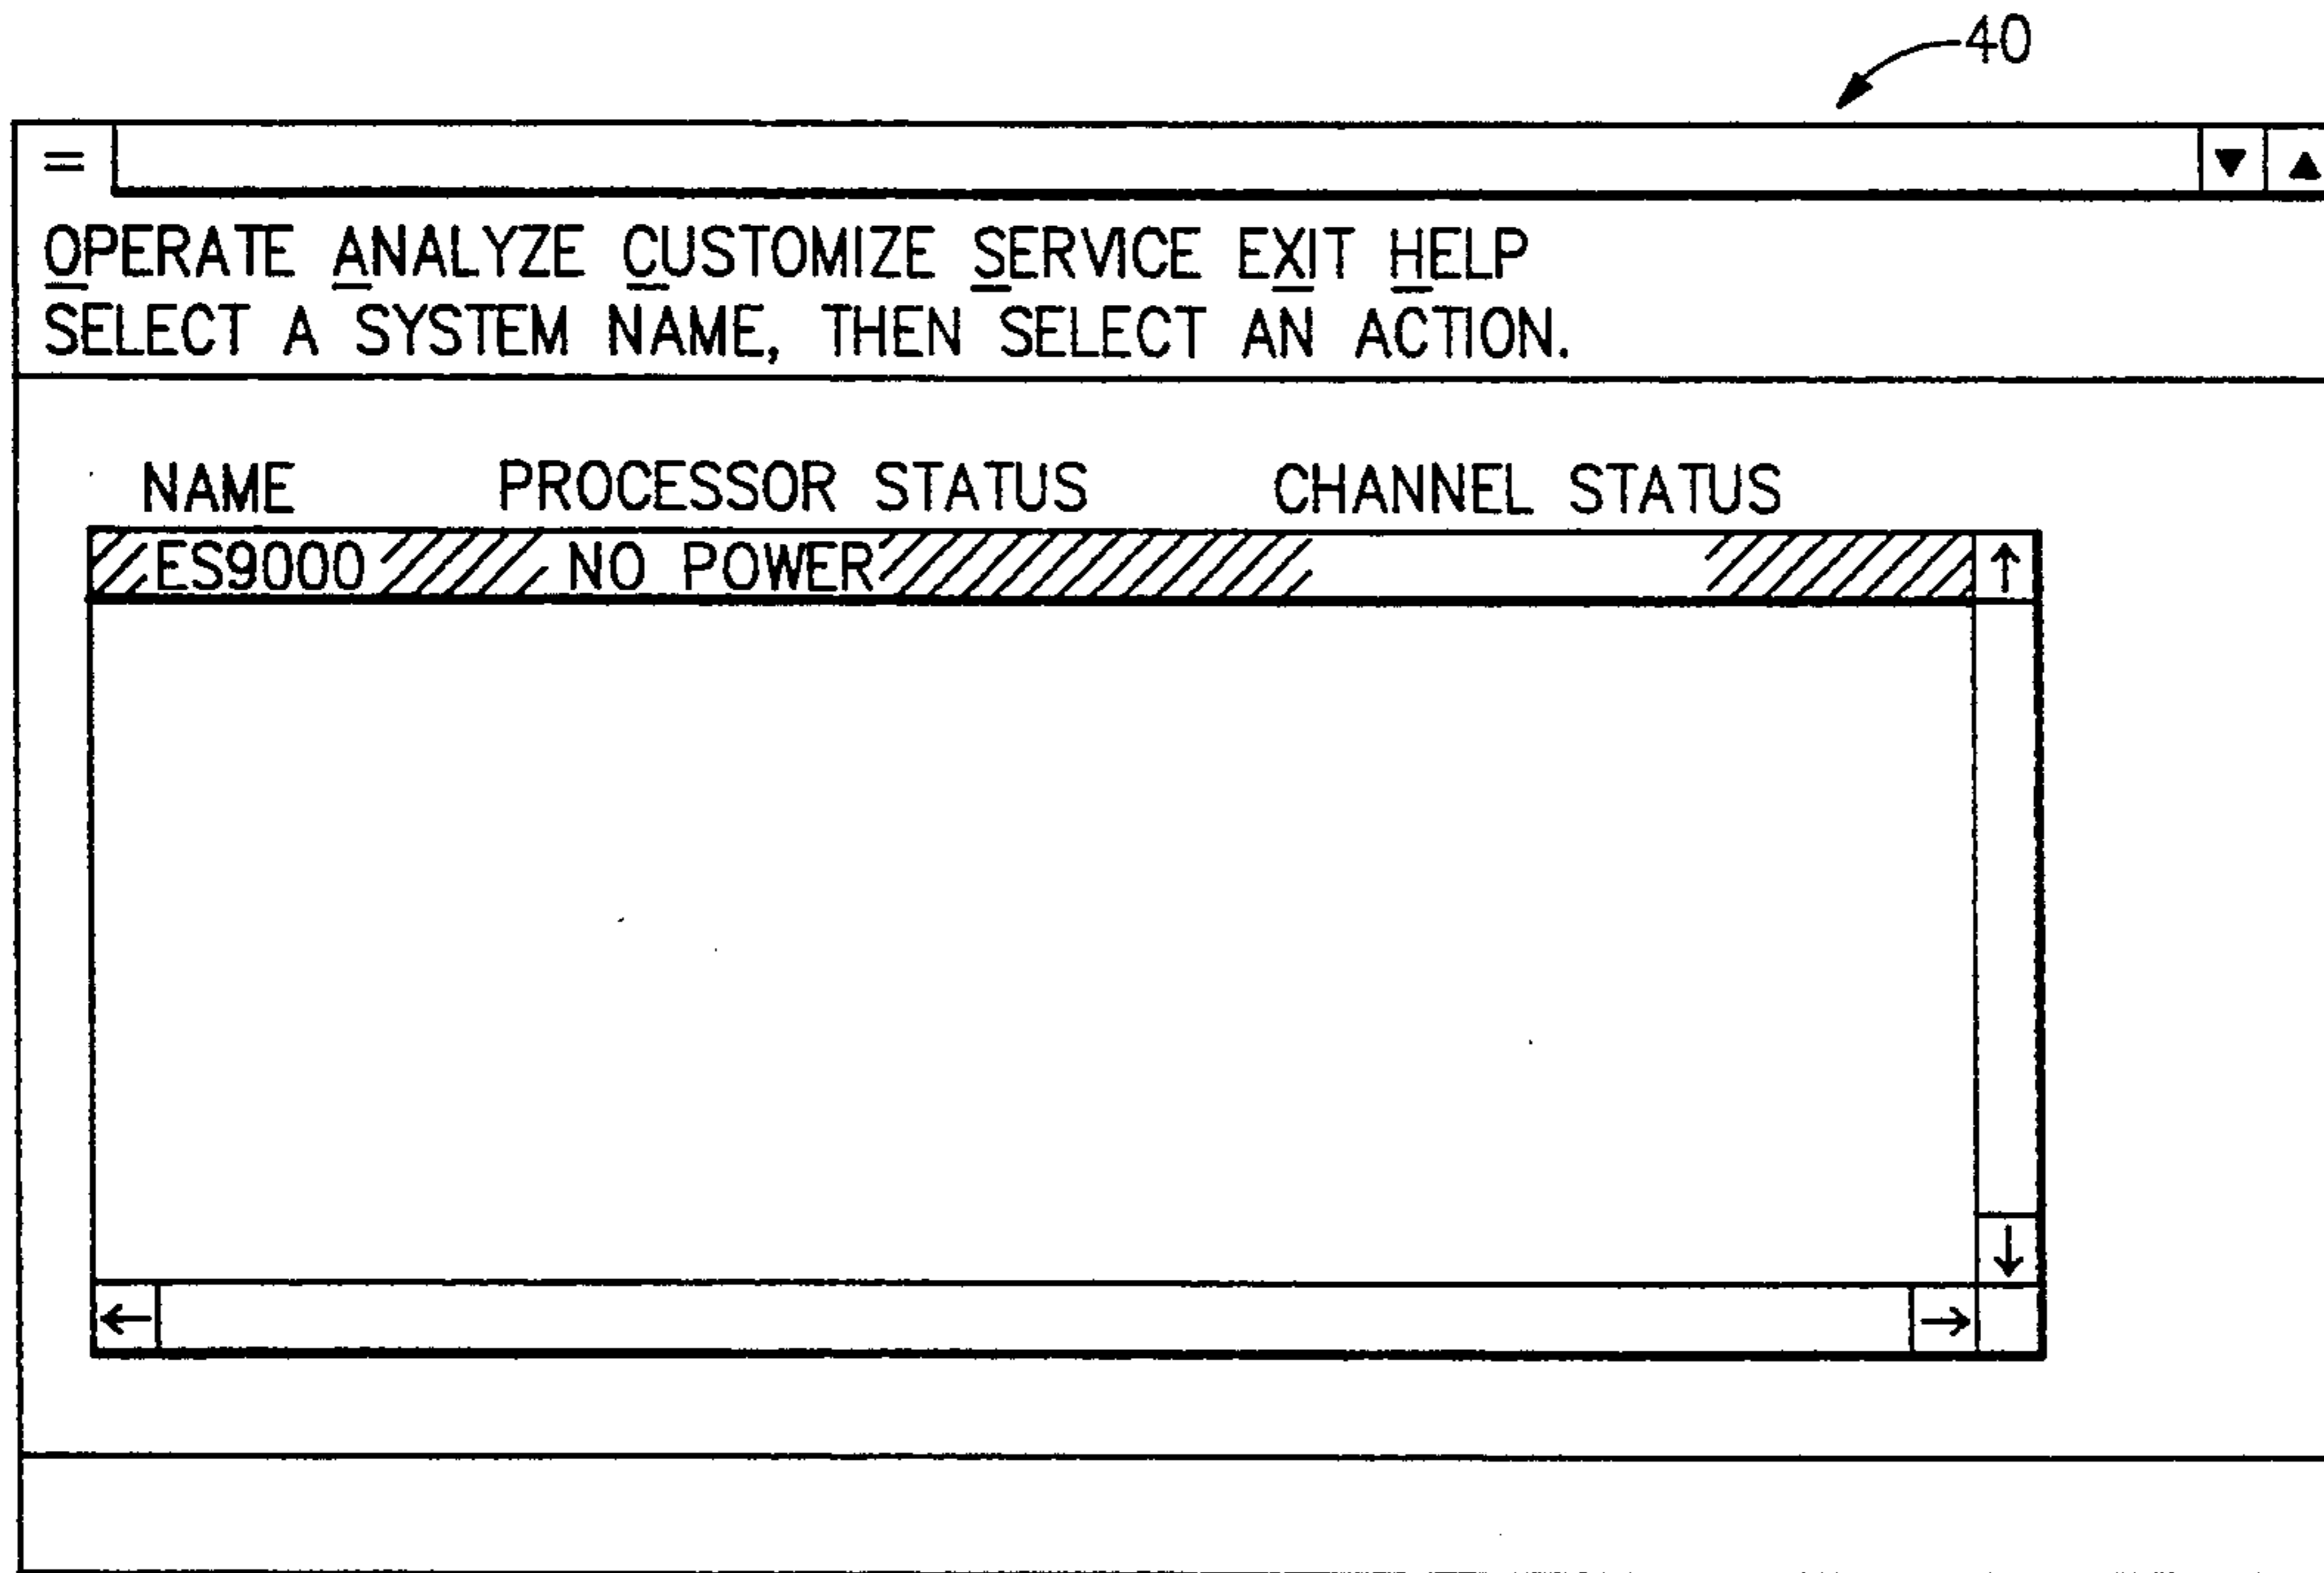 40
OPERATE ANALYZE CUSTOMIZE SERVICE EXIT HELP
SELECT A SYSTEM NAME, THEN SELECT AN ACTION.
NAME PROCESSOR STATUS CHANNEL STATUS
ES9000 NO POWER